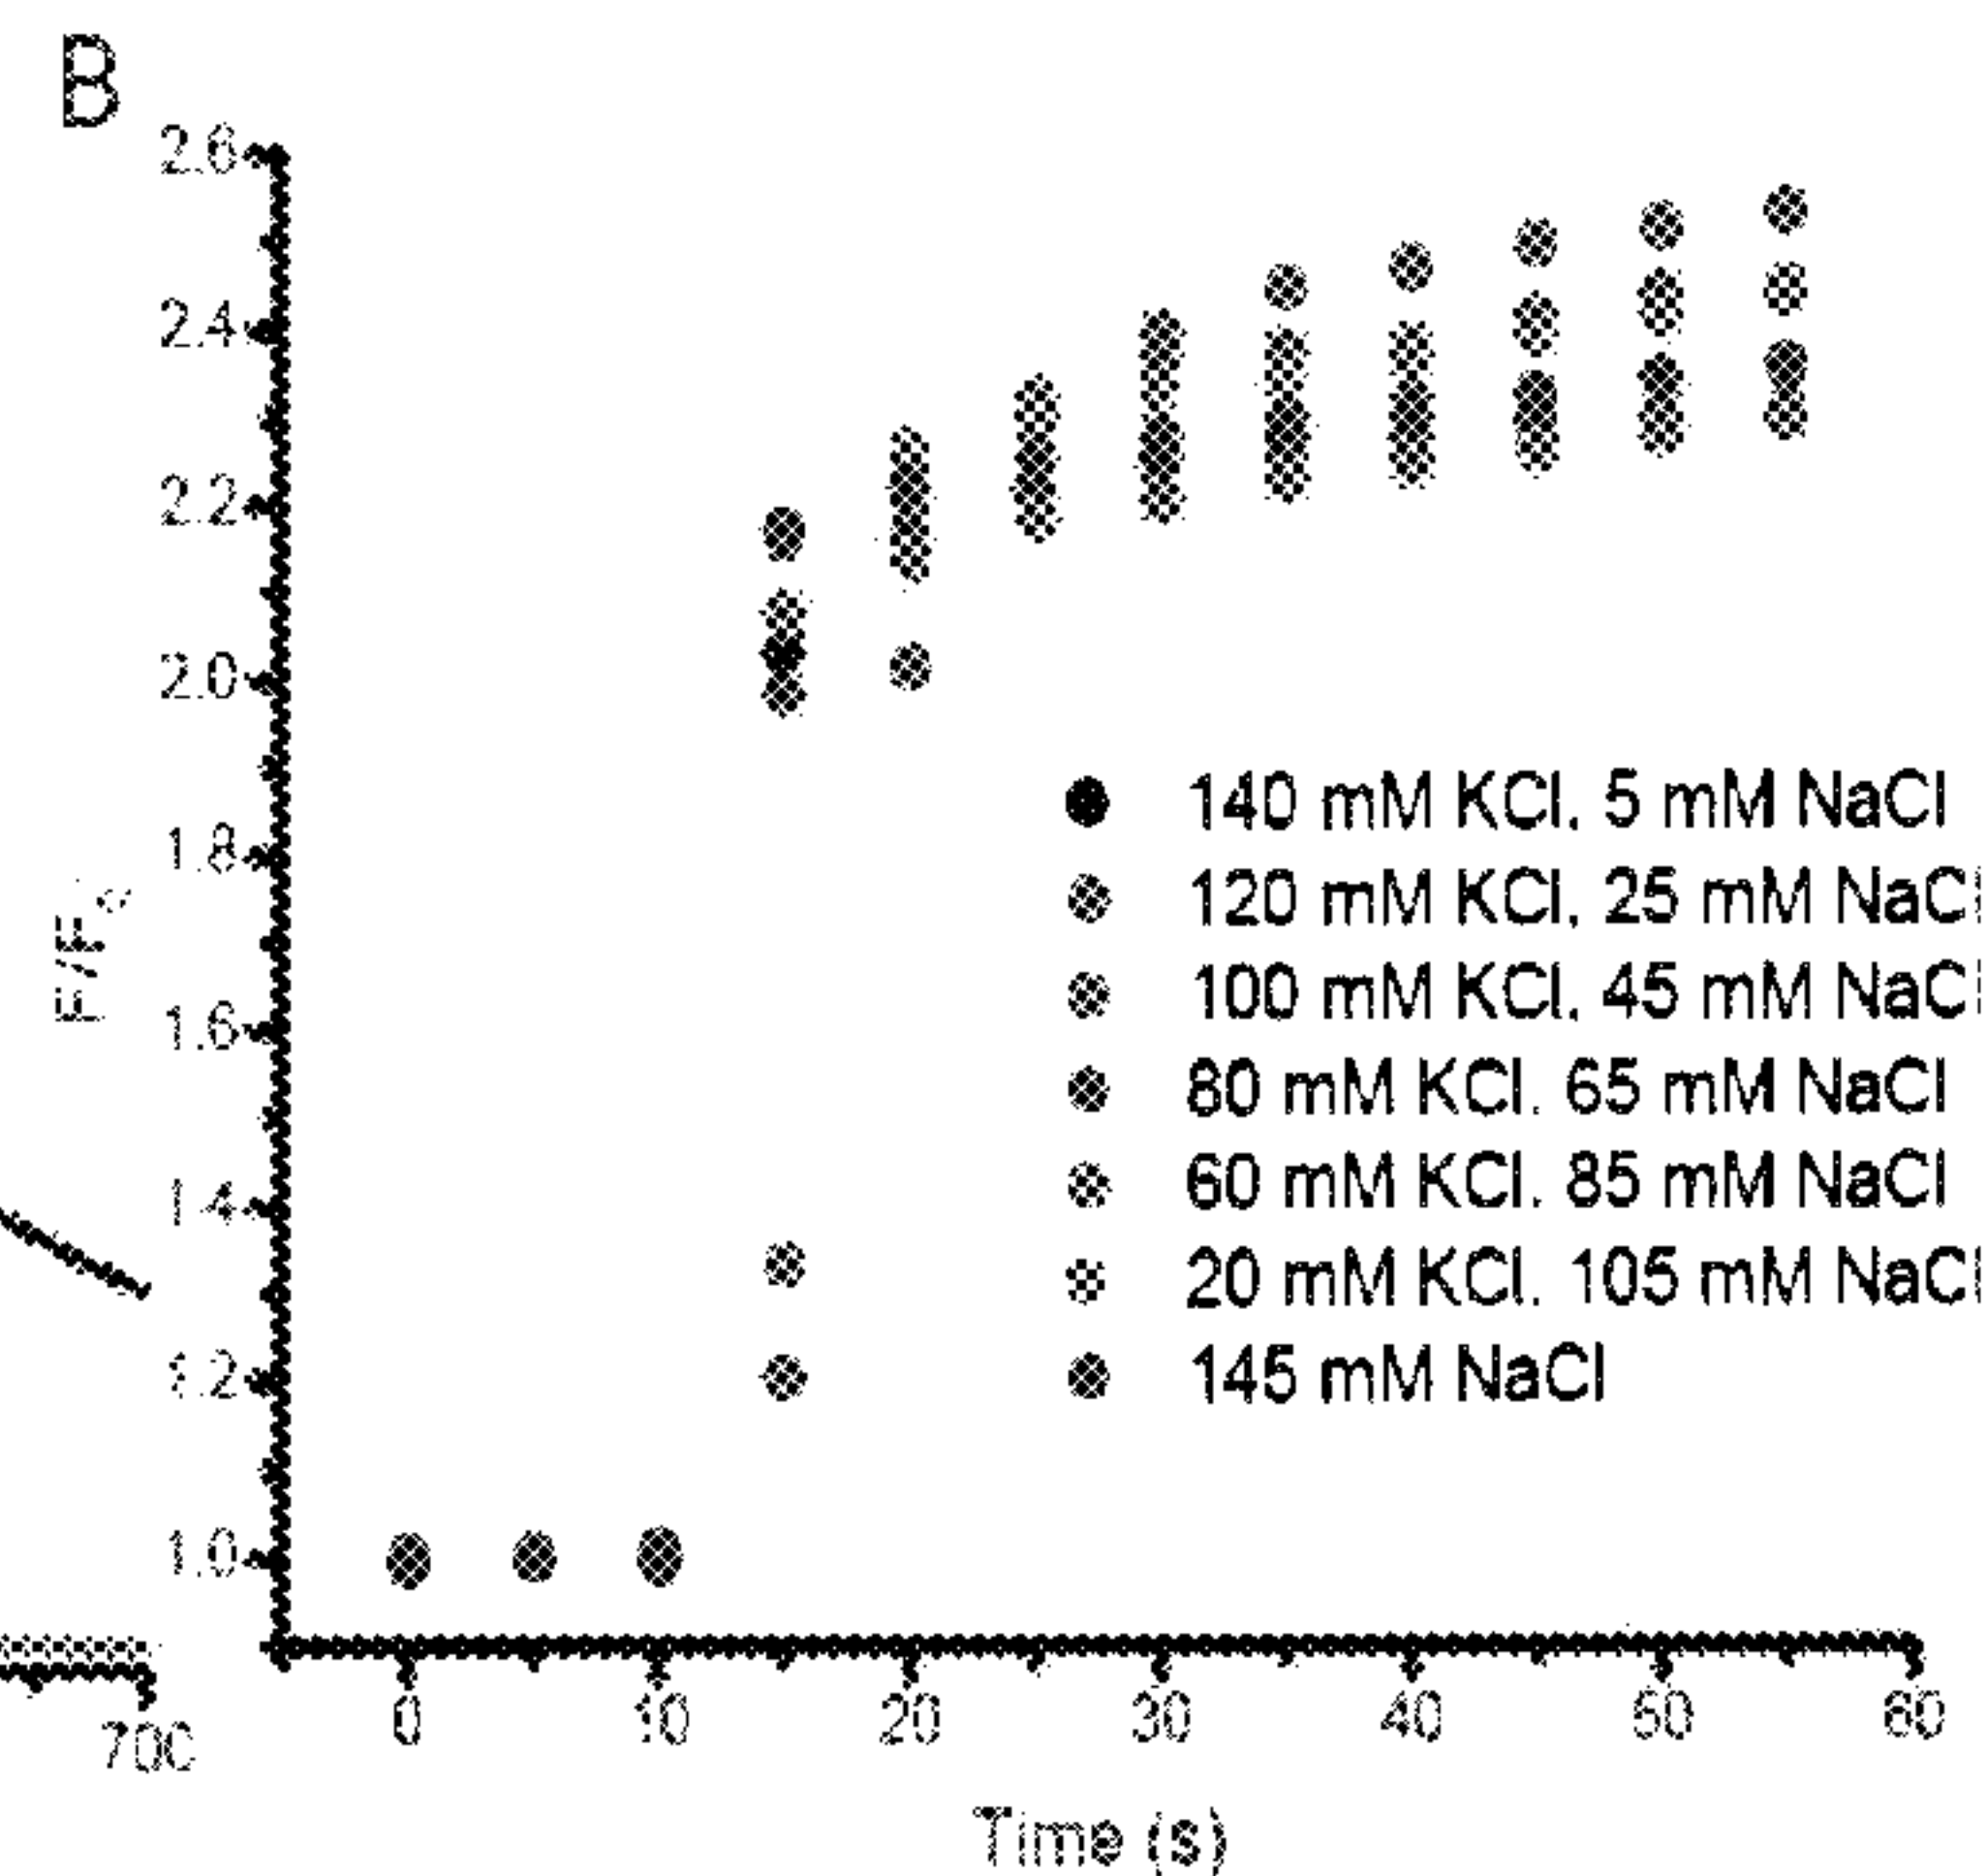 B
2.6
2.4
2.2
2.0
1.8
1.6
1.4
1.2
1.0
F/F0
140 mM KCl, 5 mM NaCl
120 mM KCl, 25 mM NaCl
100 mM KCl, 45 mM NaCl
80 mM KCl, 65 mM NaCl
60 mM KCl, 85 mM NaCl
20 mM KCl, 105 mM NaCl
145 mM NaCl
700
0 10 20 30 40 50 60
Time (s)